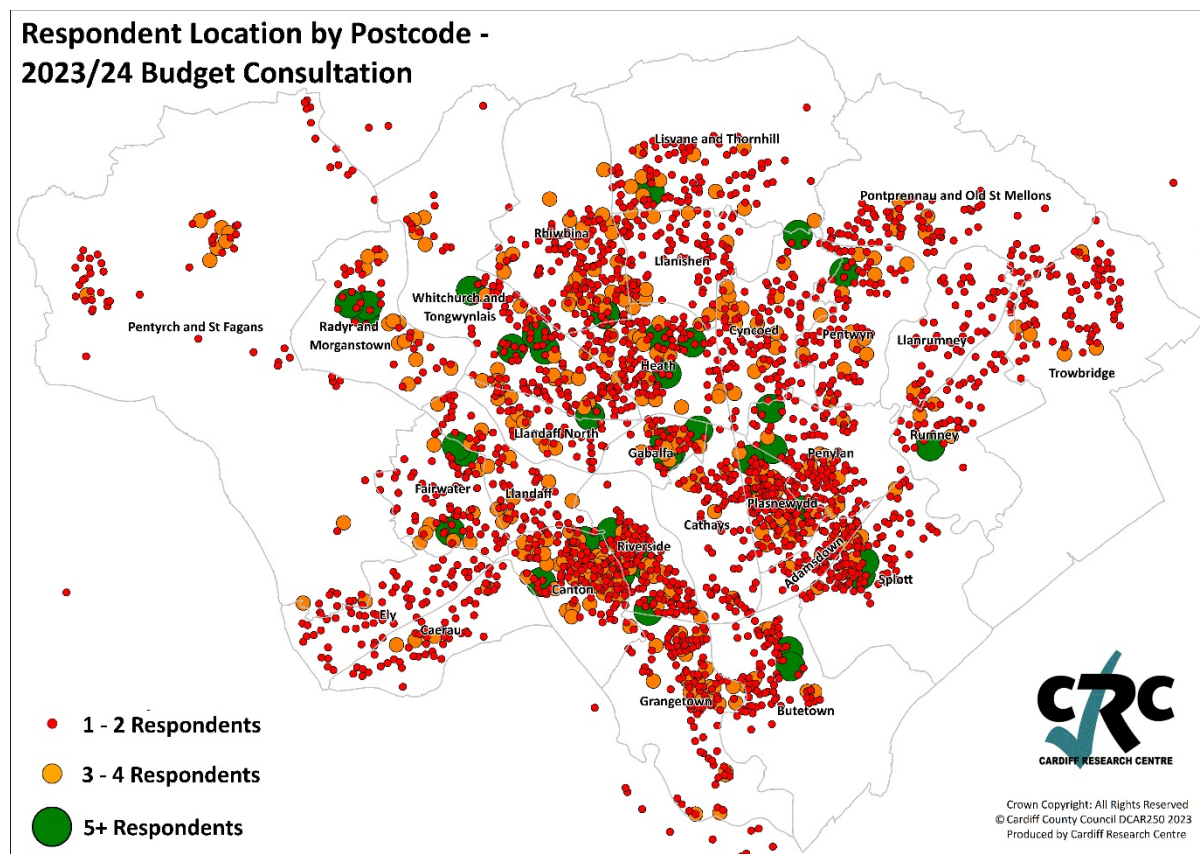 Respondent Location by Postcode -
2023/24 Budget Consultation
Lisvane and Thornhill
Pontprennau and Old St Mellons
Rhiwbina
Llanishen
Whitchurch and
Tongwynlais
Pentyrch and St Fagans
Radyr and
Morganstown
Cyncoed
Pentwyn
Llanrumney
Heath
Trowbridge
Llandaff North
Rumney
Gabalfa
Penylan
Fairwater
Llandaff
Plasnewydd
Cathays
Riverside
Adamsdown
Splott
Canton
Ely
Caerau
Grangetown
Butetown
1 - 2 Respondents
3 - 4 Respondents
5+ Respondents
CRC
CARDIFF RESEARCH CENTRE
Crown Copyright: All Rights Reserved
© Cardiff County Council DCAR250 2023
Produced by Cardiff Research Centre